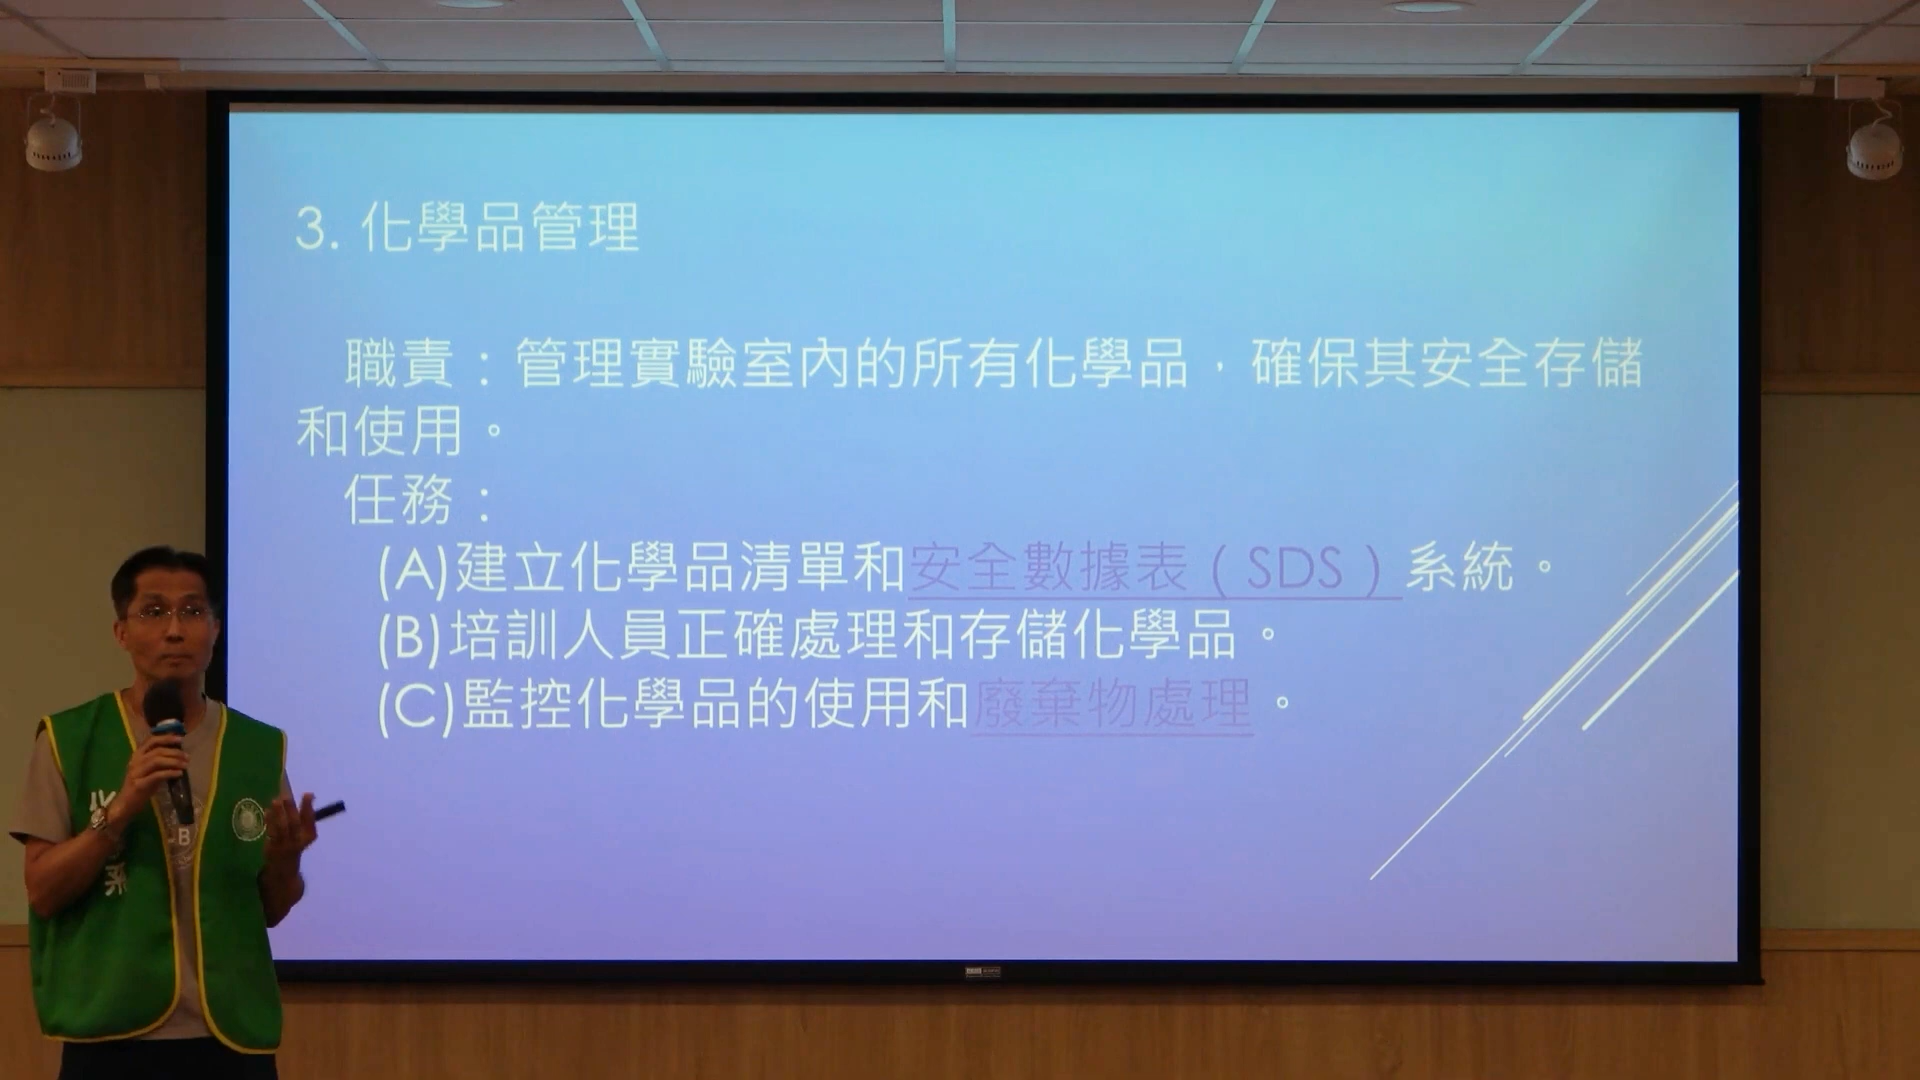 3. 化學品管理
職責：管理實驗室內的所有化學品，確保其安全存儲
和使用。
任務：
(A)建立化學品清單和安全數據表（SDS）系統。
(B)培訓人員正確處理和存儲化學品。
(C)監控化學品的使用和廢棄物處理。